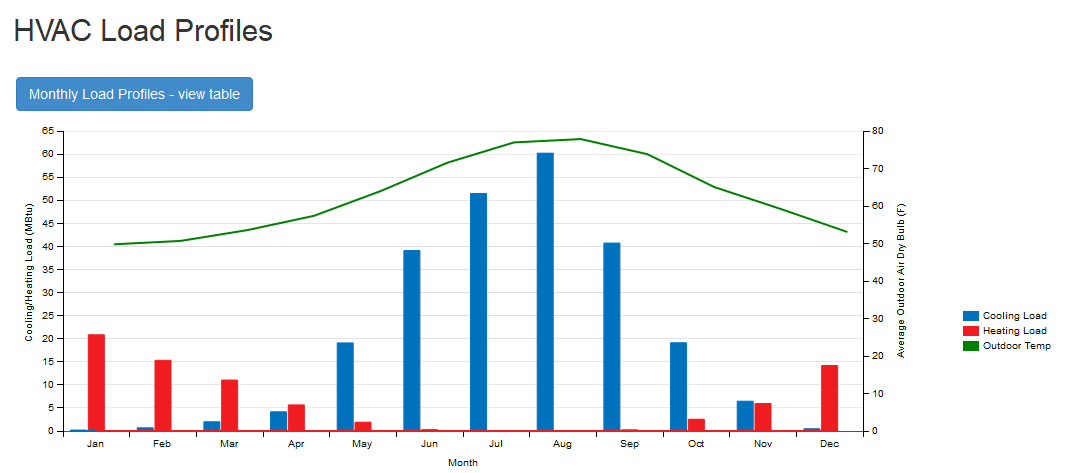 HVAC Load Profiles
Monthly Load Profiles - view table
65
60
55
50
45
40
35
30
25
20
15
10
5
0
Cooling/Heating Load (MBtu)
80
70
60
50
40
30
20
10
0
Average Outdoor Air Dry Bulb (F)
Jan Feb Mar Apr May Jun Jul Aug Sep Oct Nov Dec
Month
Cooling Load
Heating Load
Outdoor Temp